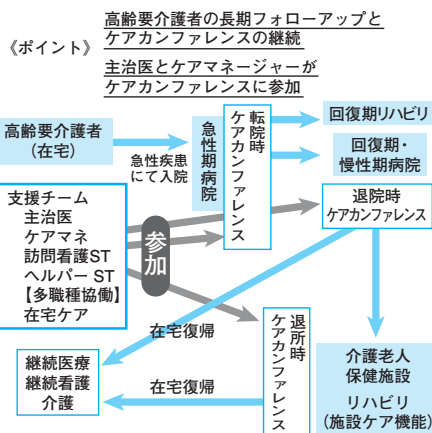 《ポイント》
高齢要介護者の長期フォローアップと
ケアカンファレンスの継続
主治医とケアマネージャーが
ケアカンファレンスに参加
高齢要介護者
(在宅)
急性疾患
にて入院
急性期病院
転院時
ケアカンファレンス
回復期リハビリ
回復期・
慢性期病院
支援チーム
主治医
ケアマネ
訪問看護ST
ヘルパー ST
【多職種協働】
在宅ケア
参加
退院時
ケアカンファレンス
在宅復帰
退所時
ケアカンファレンス
継続医療
継続看護
介護
在宅復帰
介護老人
保健施設
リハビリ
(施設ケア機能)